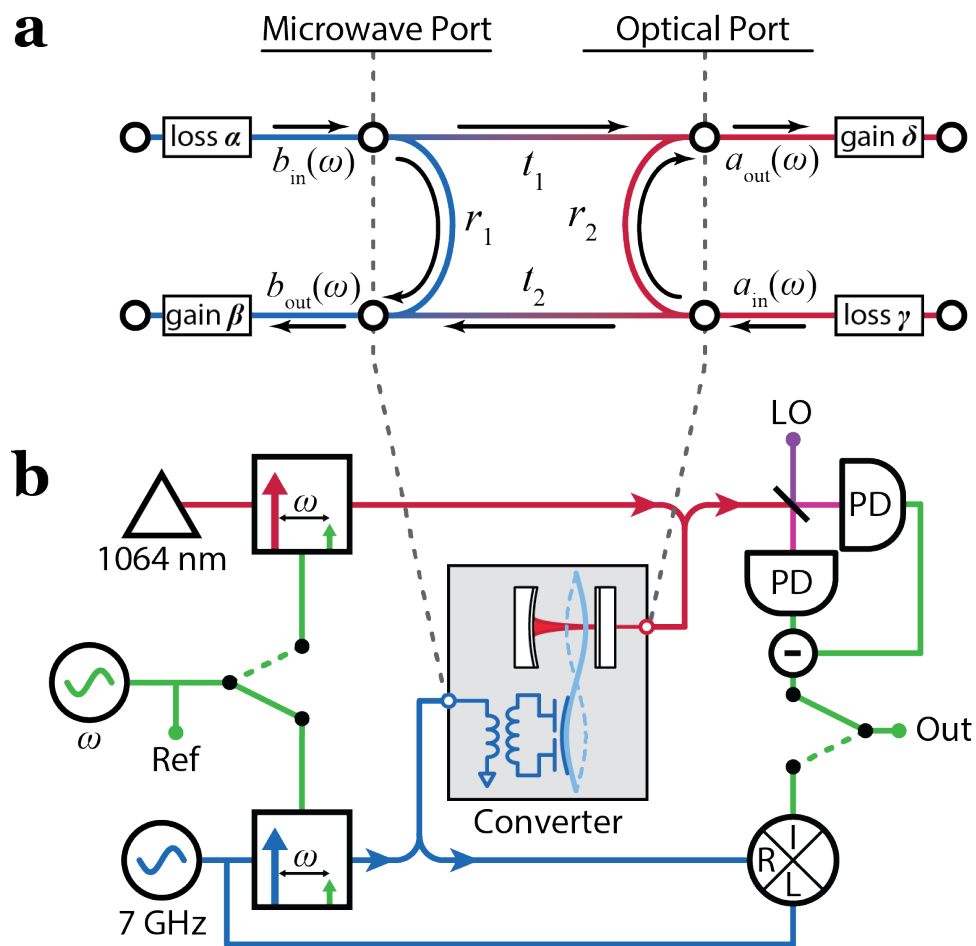 a
Microwave Port
Optical Port
loss α
b_in(ω)
t_1
a_out(ω)
gain δ
r_1
r_2
gain β
b_out(ω)
t_2
a_in(ω)
loss γ
b
LO
ω
PD
1064 nm
PD
-
ω
Ref
Out
Converter
ω
7 GHz
R
I
L